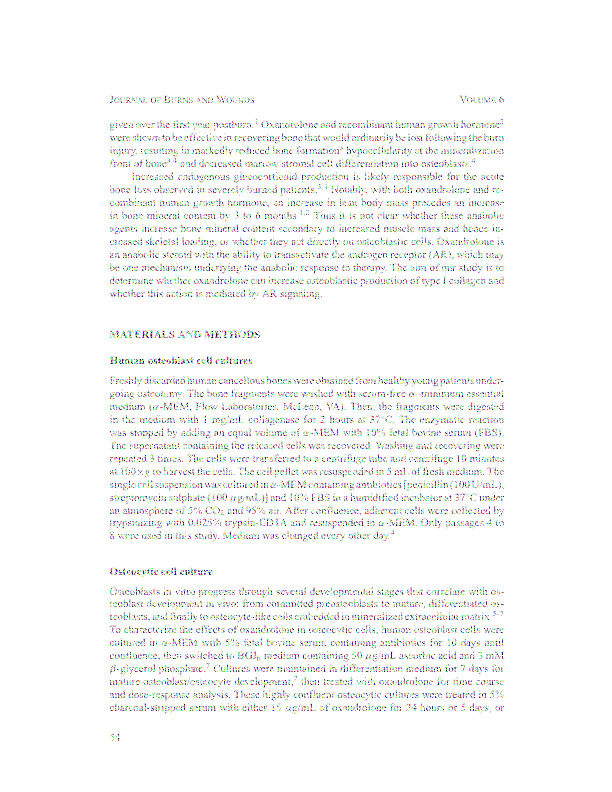 JOURNAL OF BURNS AND WOUNDS VOLUME 6
given over the first year postburn.1 Oxandrolone and recombinant human growth hormone2
were shown to be effective in recovering bone that would ordinarily be lost following the burn
injury, resulting in markedly reduced bone formation3 hypocellularity at the mineralization
front of bone3,4 and decreased marrow stromal cell differentiation into osteoblasts.4
Increased endogenous glucocorticoid production is likely responsible for the acute
bone loss observed in severely burned patients.3,4 Notably, with both oxandrolone and re-
combinant human growth hormone, an increase in lean body mass precedes an increase
in bone mineral content by 3 to 6 months.1,2 Thus it is not clear whether these anabolic
agents increase bone mineral content secondary to increased muscle mass and hence in-
creased skeletal loading, or whether they act directly on osteoblastic cells. Oxandrolone is
an anabolic steroid with the ability to transactivate the androgen receptor (AR), which may
be one mechanism underlying the anabolic response to therapy. The aim of our study is to
determine whether oxandrolone can increase osteoblastic production of type I collagen and
whether this action is mediated by AR signaling.
MATERIALS AND METHODS
Human osteoblast cell cultures
Freshly discarded human cancellous bones were obtained from healthy young patients under-
going osteotomy. The bone fragments were washed with serum-free α-minimum essential
medium (α-MEM, Flow Laboratories, McLean, VA). Then, the fragments were digested
in the medium with 1 mg/mL collagenase for 2 hours at 37°C. The enzymatic reaction
was stopped by adding an equal volume of α-MEM with 10% fetal bovine serum (FBS).
The supernatant containing the released cells was recovered. Washing and recovering were
repeated 3 times. The cells were transferred to a centrifuge tube and centrifuge 10 minutes
at 100×g to harvest the cells. The cell pellet was resuspended in 5 mL of fresh medium. The
single cell suspension was cultured in α-MEM containing antibiotics [penicillin (100 U/mL),
streptomycin sulphate (100 μg/mL)] and 10% FBS in a humidified incubator at 37°C under
an atmosphere of 5% CO2 and 95% air. After confluence, adherent cells were collected by
trypsinizing with 0.025% trypsin-EDTA and resuspended in α-MEM. Only passages 4 to
8 were used in this study. Medium was changed every other day.4
Osteocytic cell culture
Osteoblasts in vitro progress through several developmental stages that correlate with os-
teoblast development in vivo: from committed preosteoblasts to mature, differentiated os-
teoblasts, and finally to osteocyte-like cells embedded in mineralized extracellular matrix.5–7
To characterize the effects of oxandrolone in osteocytic cells, human osteoblast cells were
cultured in α-MEM with 5% fetal bovine serum containing antibiotics for 10 days until
confluence, then switched to BGJb medium containing 50 μg/mL ascorbic acid and 3 mM
β-glycerol phosphate.7 Cultures were maintained in differentiation medium for 7 days for
mature osteoblast/osteocyte development,7 then treated with oxandrolone for time course
and dose-response analysis. These highly confluent osteocytic cultures were treated in 5%
charcoal-stripped serum with either 15 μg/mL of oxandrolone for 24 hours or 5 days, or
54